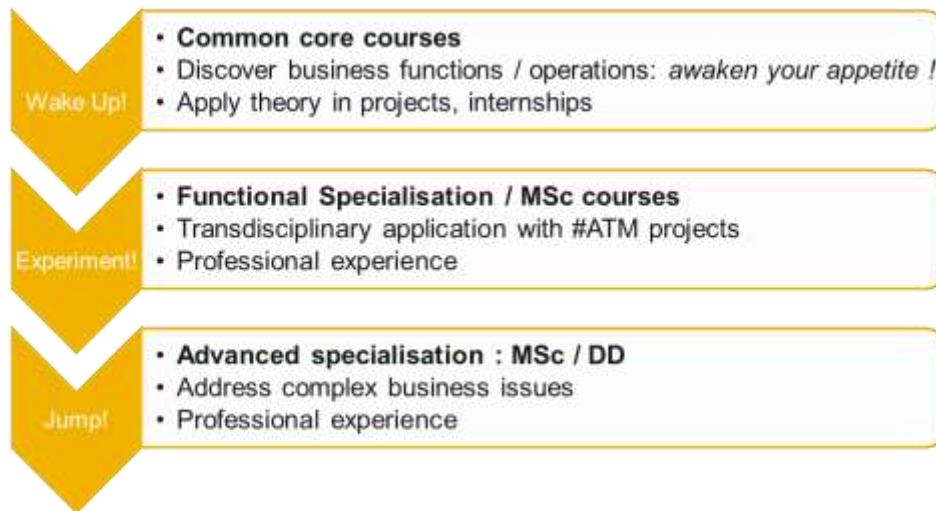 Wake Up!
• Common core courses
• Discover business functions / operations: awaken your appetite !
• Apply theory in projects, internships
Experiment!
• Functional Specialisation / MSc courses
• Transdisciplinary application with #ATM projects
• Professional experience
Jump!
• Advanced specialisation : MSc / DD
• Address complex business issues
• Professional experience